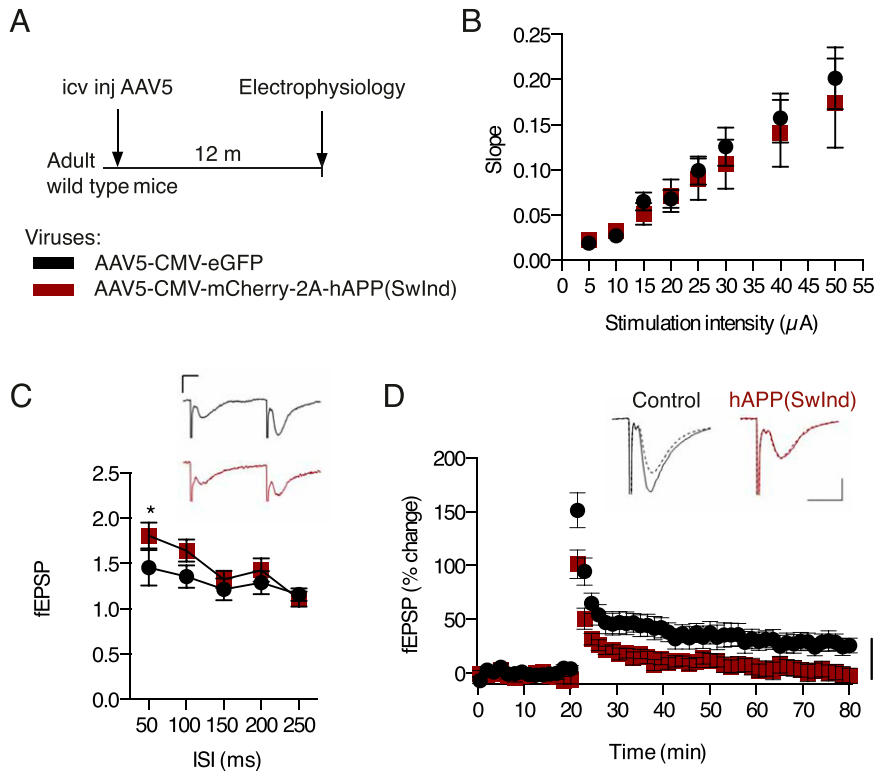 A
icv inj AAV5 Electrophysiology
12 m
Adult
wild type mice
Viruses:
AAV5-CMV-eGFP
AAV5-CMV-mCherry-2A-hAPP(SwInd)
B
0.25
0.20
0.15
0.10
0.05
0.00
Slope
0 5 10 15 20 25 30 35 40 45 50 55
Stimulation intensity (µA)
C
2.5
2.0
1.5
1.0
0.5
0.0
fEPSP
*
50 100 150 200 250
ISI (ms)
D
Control hAPP(SwInd)
200
150
100
50
0
fEPSP (% change)
0 10 20 30 40 50 60 70 80
Time (min)